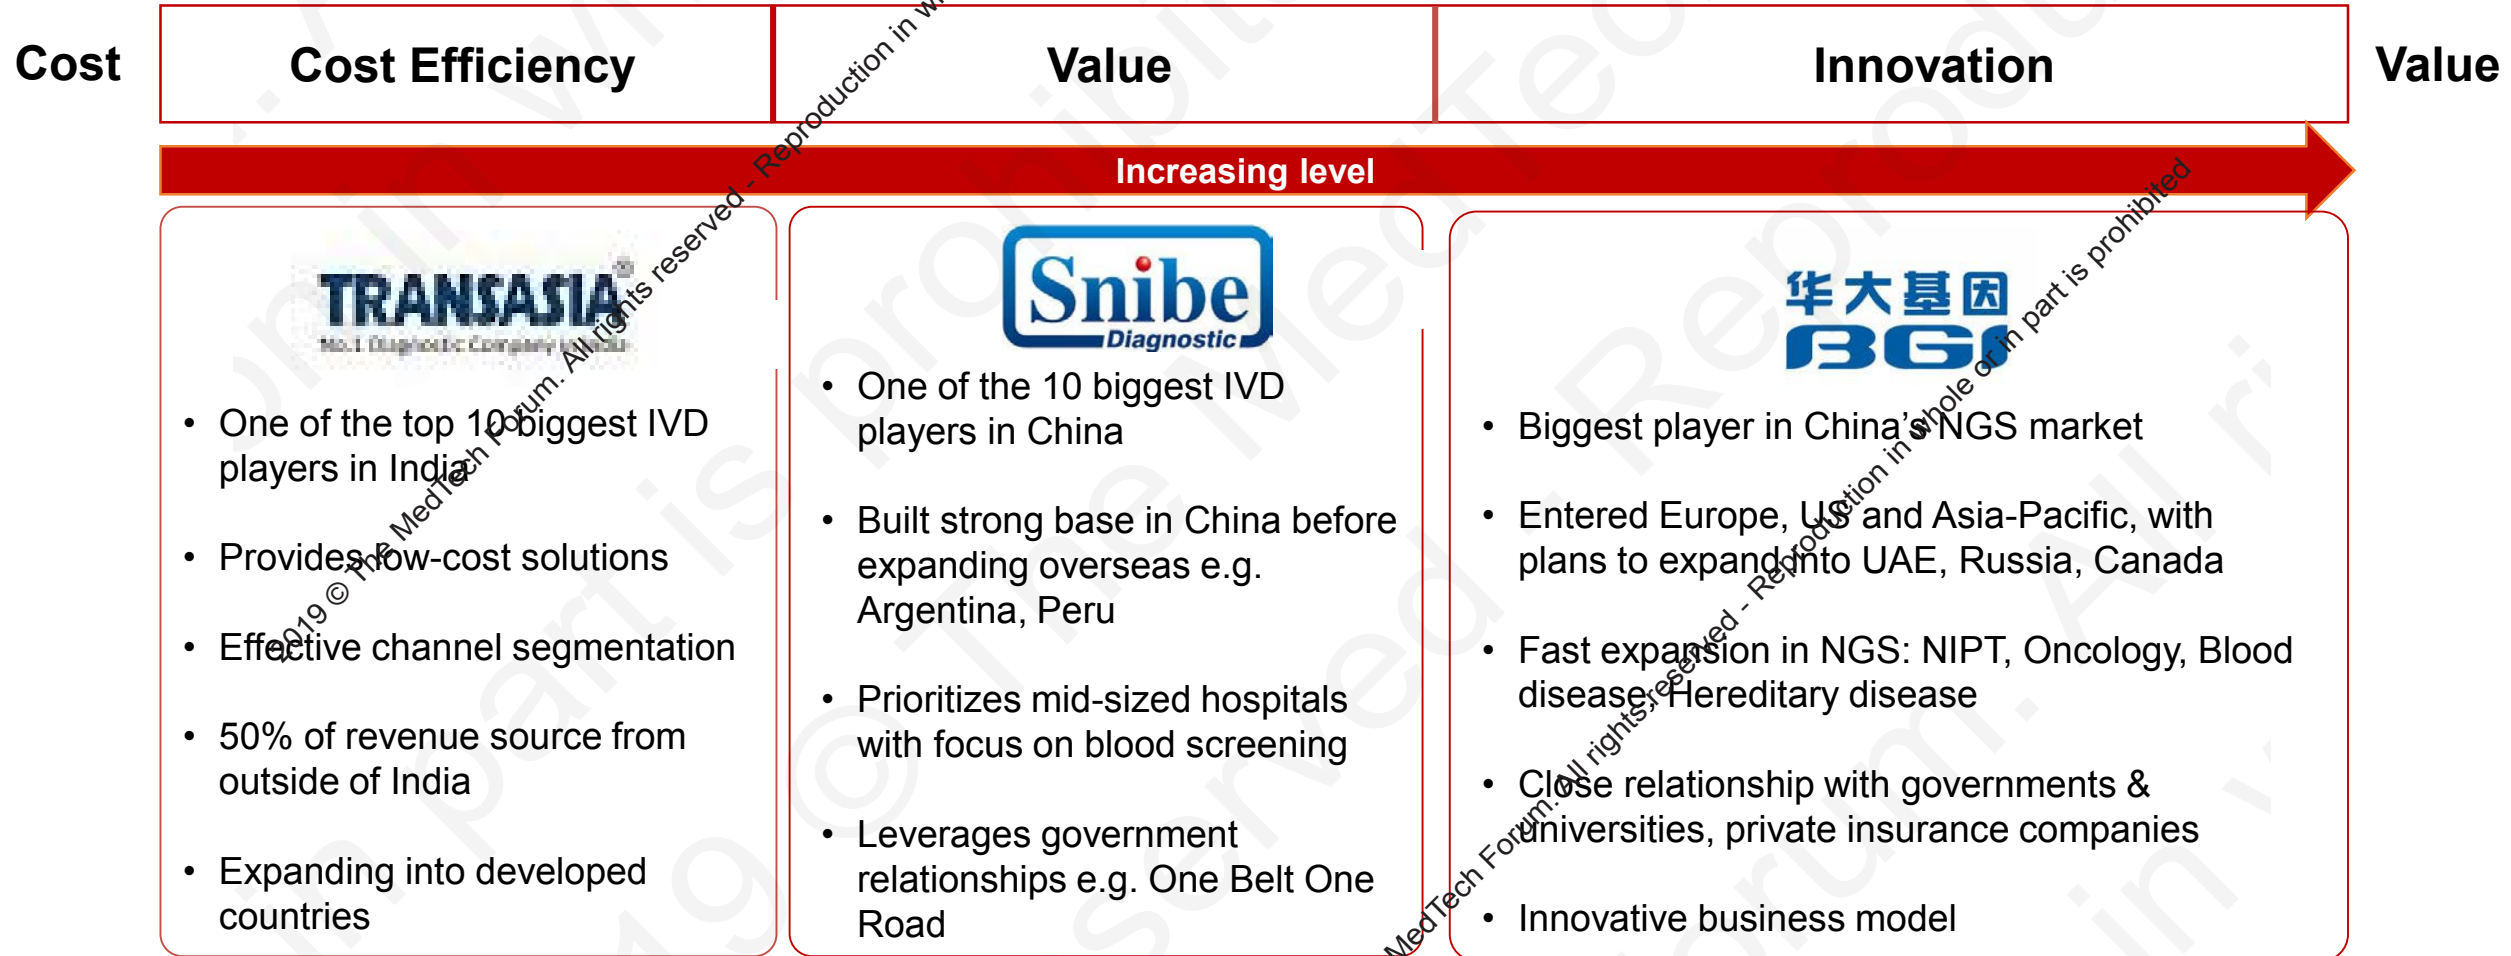 Cost
Cost Efficiency
Value
Innovation
Value
Increasing level
TRANSASIA®
No.1 Diagnostic Company
• One of the top 10 biggest IVD
players in India
• Provides low-cost solutions
• Effective channel segmentation
• 50% of revenue source from
outside of India
• Expanding into developed
countries
Snibe
Diagnostic
• One of the 10 biggest IVD
players in China
• Built strong base in China before
expanding overseas e.g.
Argentina, Peru
• Prioritizes mid-sized hospitals
with focus on blood screening
• Leverages government
relationships e.g. One Belt One
Road
华大基因
BGI
• Biggest player in China's NGS market
• Entered Europe, US and Asia-Pacific, with
plans to expand into UAE, Russia, Canada
• Fast expansion in NGS: NIPT, Oncology, Blood
disease, Hereditary disease
• Close relationship with governments &
universities, private insurance companies
• Innovative business model
2019 © The MedTech Forum. All rights reserved - Reproduction in
MedTech Forum. All rights reserved - Reproduction in whole or in part is prohibited